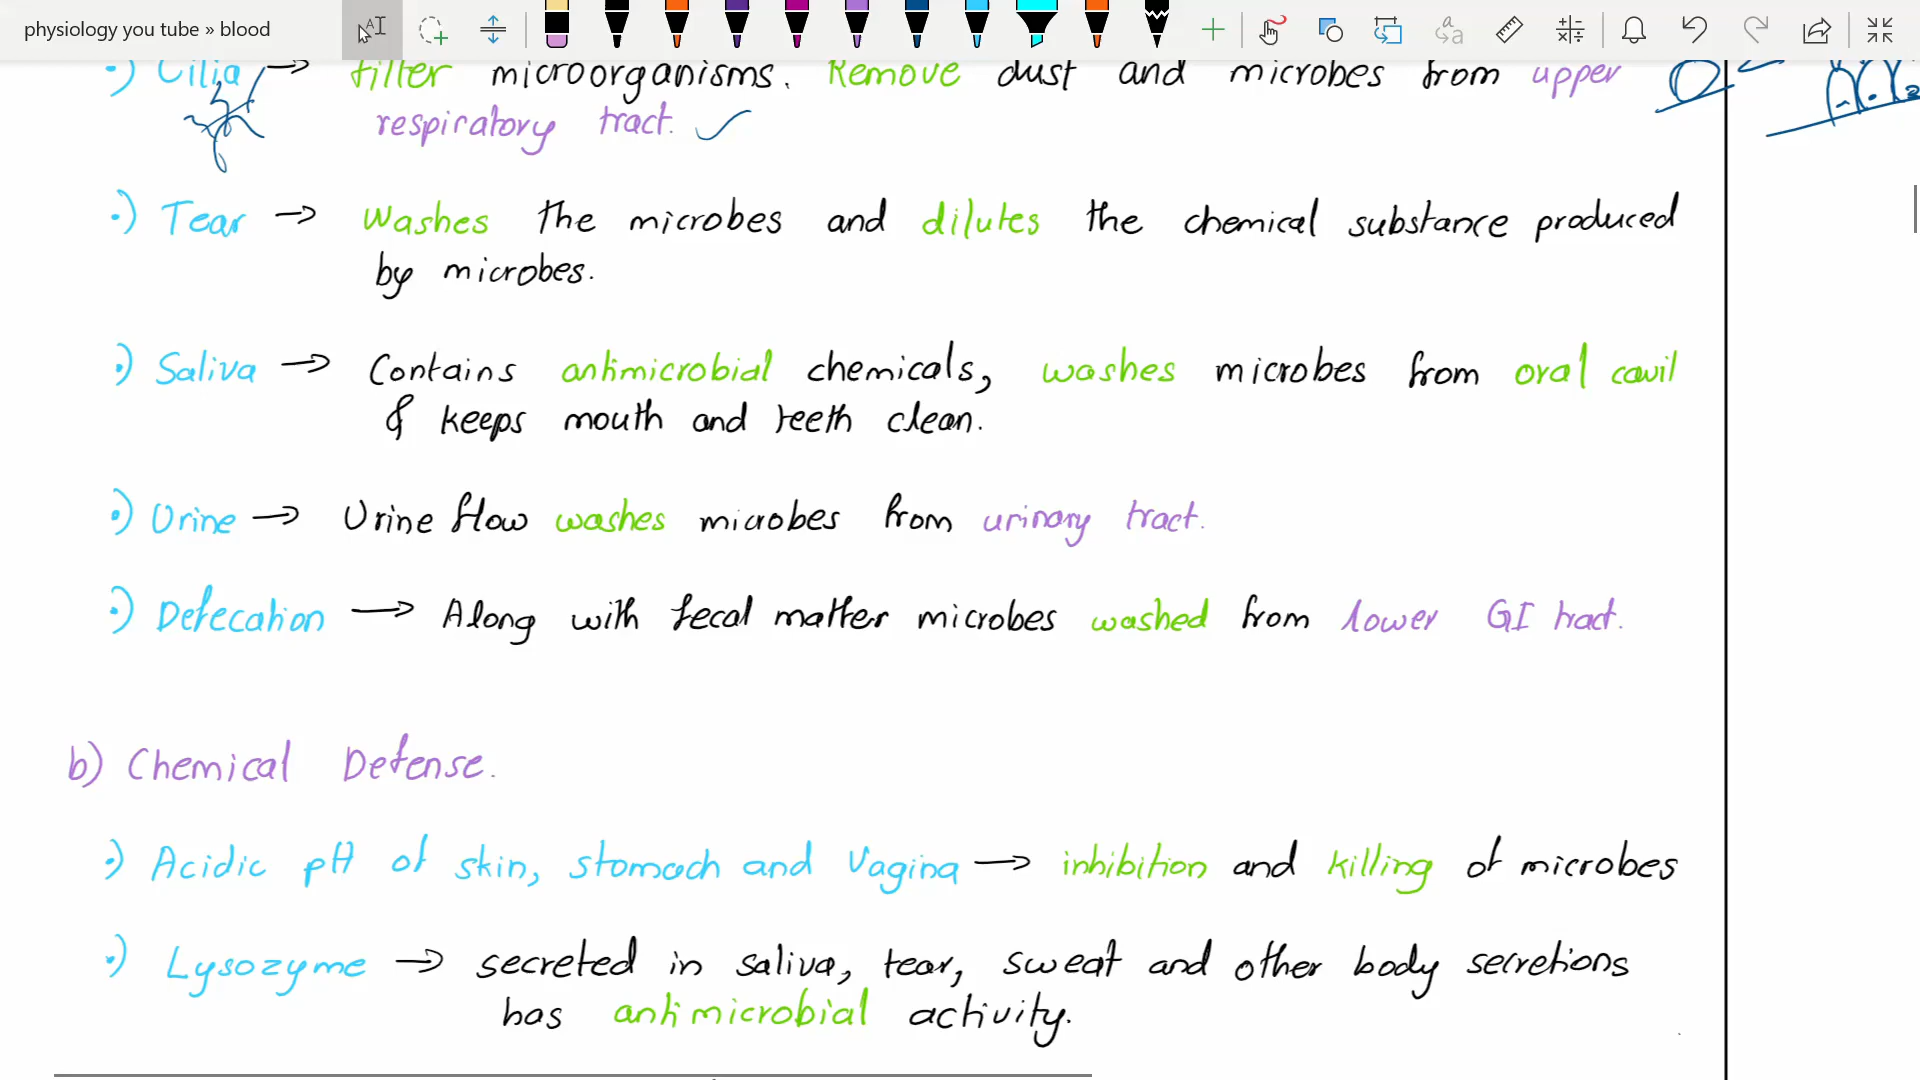 physiology you tube » blood
•) Cilia → filter microorganisms. Remove dust and microbes from upper
respiratory tract.
•) Tear → Washes the microbes and dilutes the chemical substance produced
by microbes.
•) Saliva → Contains antimicrobial chemicals, washes microbes from oral cavit
& keeps mouth and teeth clean.
•) Urine → Urine flow washes microbes from urinary tract.
•) Defecation → Along with fecal matter microbes washed from lower GI tract.
b) Chemical Defense.
•) Acidic pH of skin, stomach and Vagina → inhibition and killing of microbes
•) Lysozyme → secreted in saliva, tear, sweat and other body secretions
has antimicrobial activity.